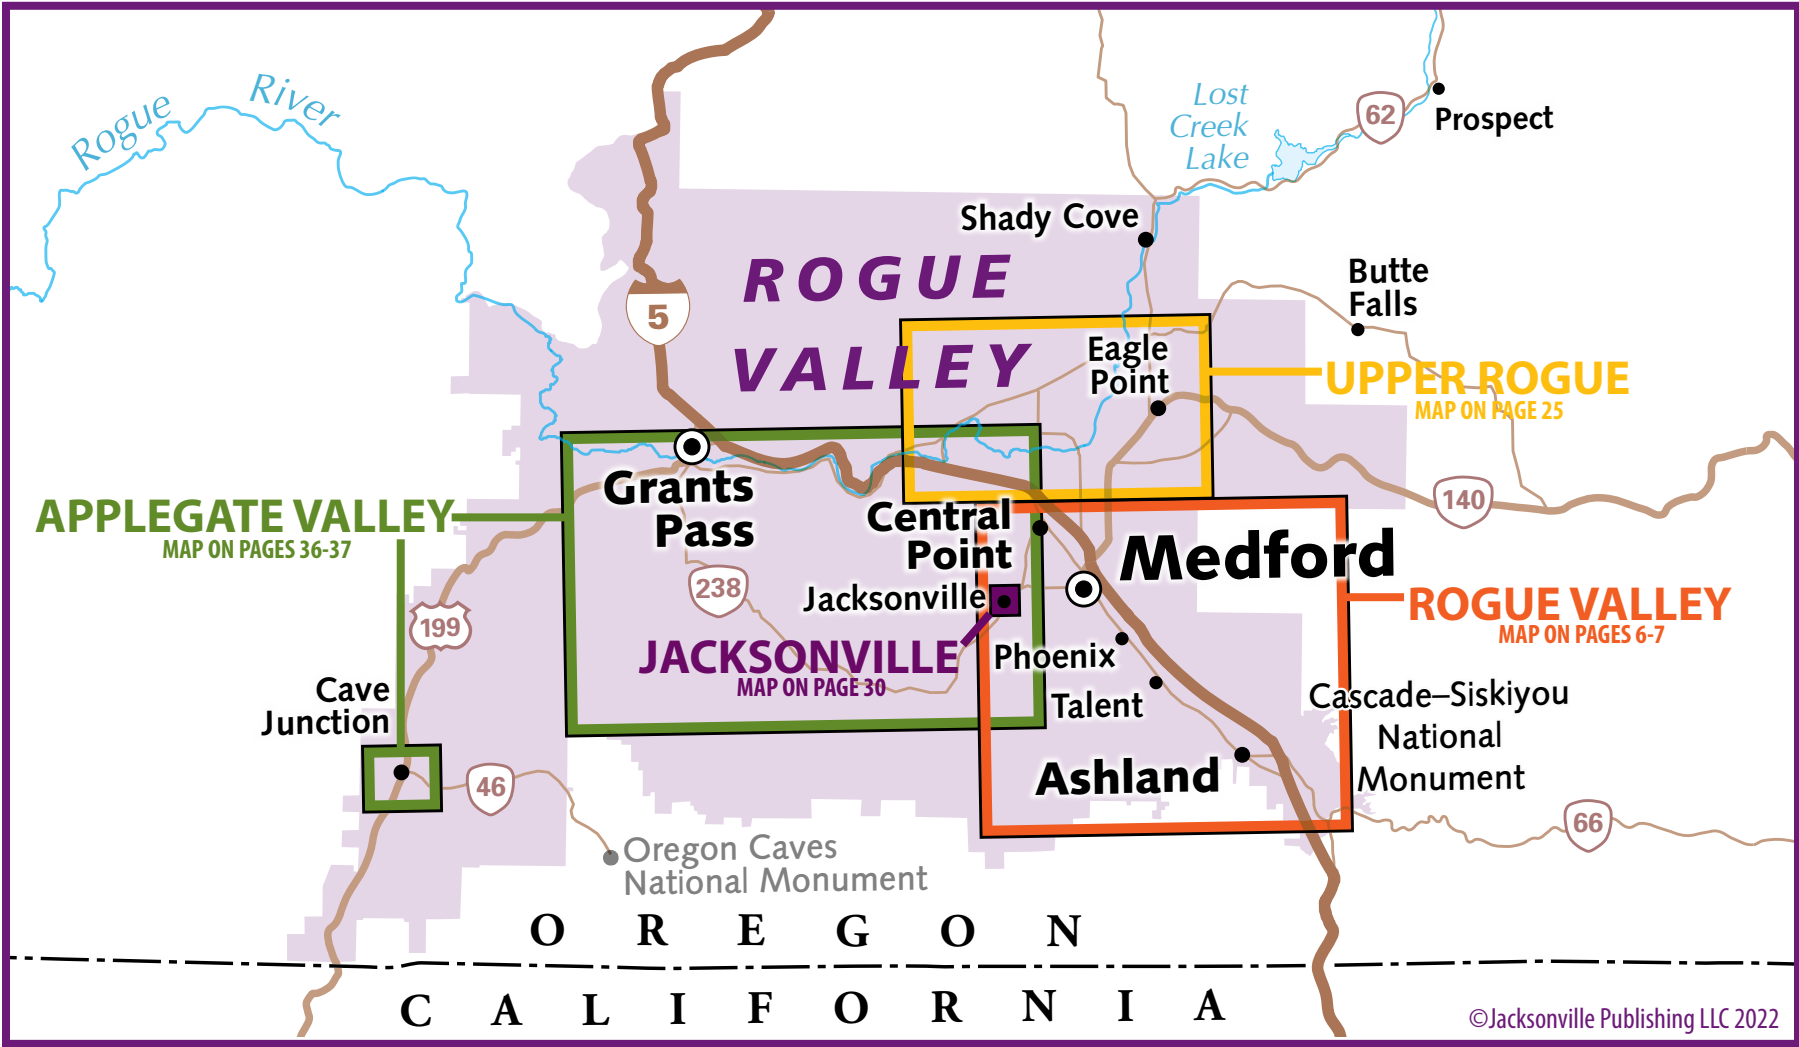 Rogue River
Lost
Creek
Lake
62
Prospect
Shady Cove
ROGUE
VALLEY
5
Butte
Falls
Eagle
Point
UPPER ROGUE
MAP ON PAGE 25
Grants
Pass
APPLEGATE VALLEY
MAP ON PAGES 36-37
Central
Point
140
Medford
238
Jacksonville
ROGUE VALLEY
MAP ON PAGES 6-7
199
JACKSONVILLE
MAP ON PAGE 30
Phoenix
Talent
Cave
Junction
Cascade–Siskiyou
National
Monument
Ashland
46
66
Oregon Caves
National Monument
OREGON
CALIFORNIA
©Jacksonville Publishing LLC 2022